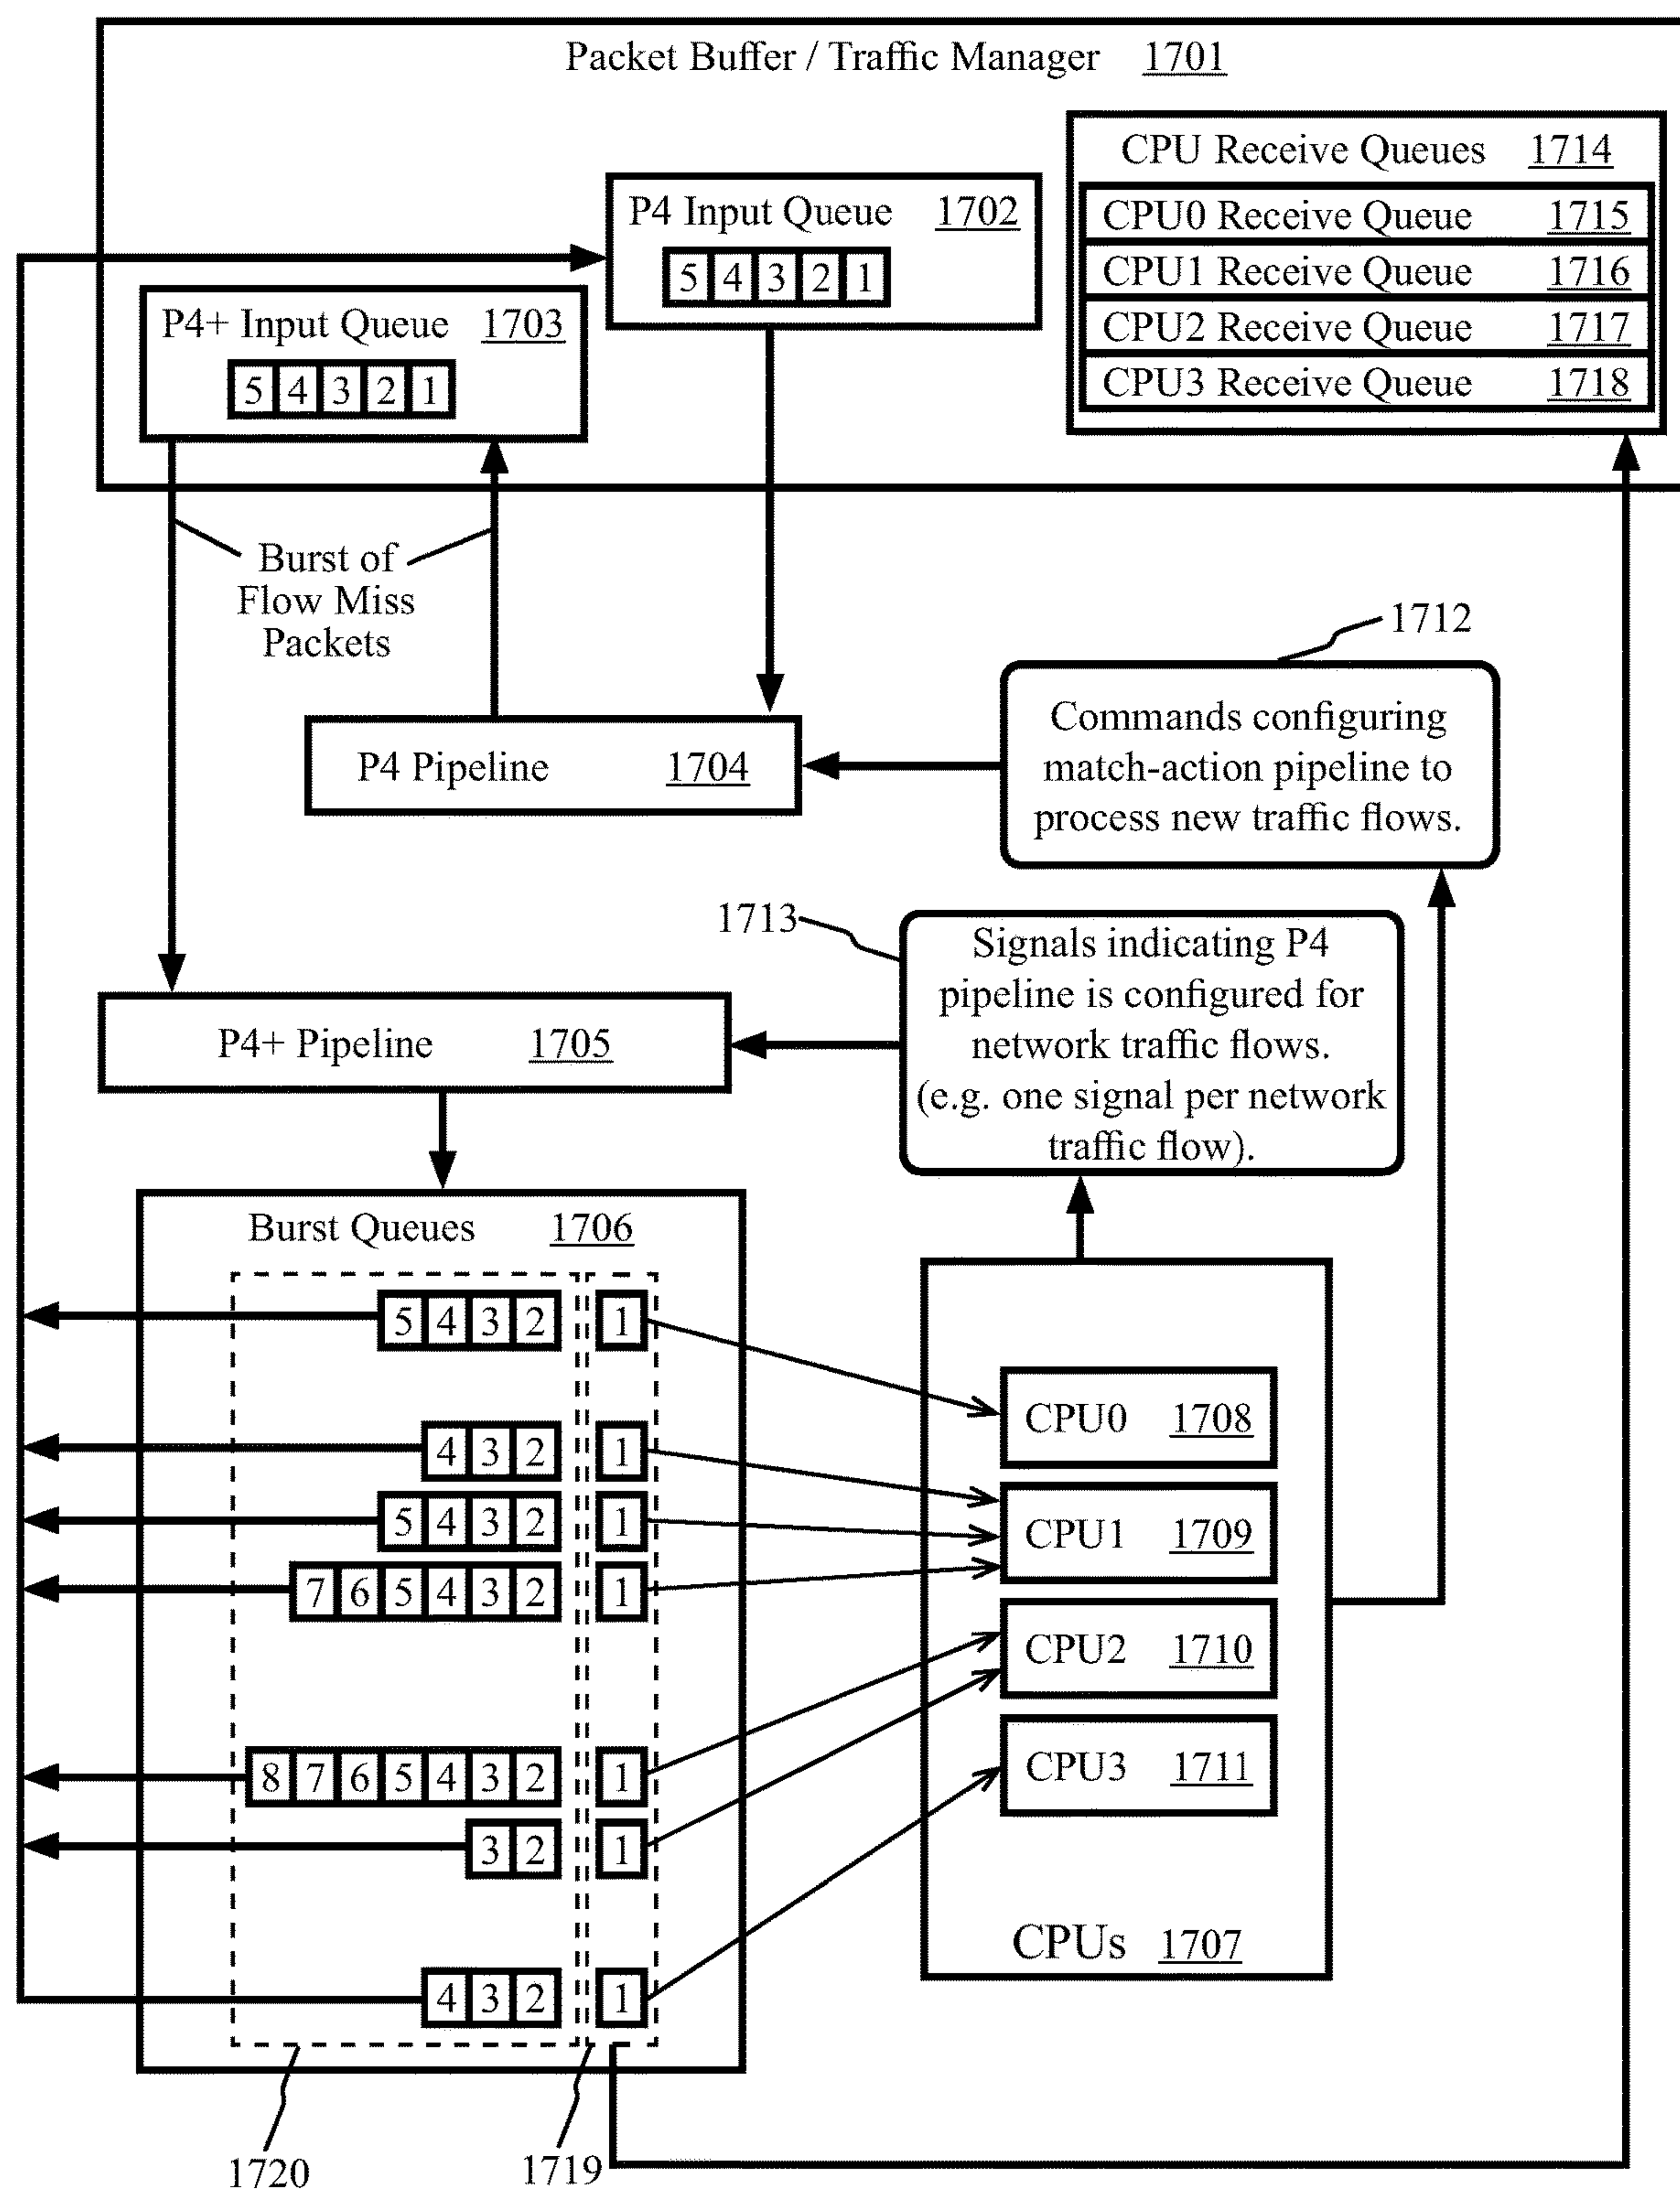 Packet Buffer / Traffic Manager 1701
CPU Receive Queues 1714
CPU0 Receive Queue 1715
CPU1 Receive Queue 1716
CPU2 Receive Queue 1717
CPU3 Receive Queue 1718
P4 Input Queue 1702
5 4 3 2 1
P4+ Input Queue 1703
5 4 3 2 1
Burst of
Flow Miss
Packets
1712
Commands configuring
match-action pipeline to
process new traffic flows.
P4 Pipeline 1704
1713
Signals indicating P4
pipeline is configured for
network traffic flows.
(e.g. one signal per network
traffic flow).
P4+ Pipeline 1705
Burst Queues 1706
5 4 3 2 1
4 3 2 1
5 4 3 2 1
7 6 5 4 3 2 1
8 7 6 5 4 3 2 1
3 2 1
4 3 2 1
CPU0 1708
CPU1 1709
CPU2 1710
CPU3 1711
CPUs 1707
1720
1719